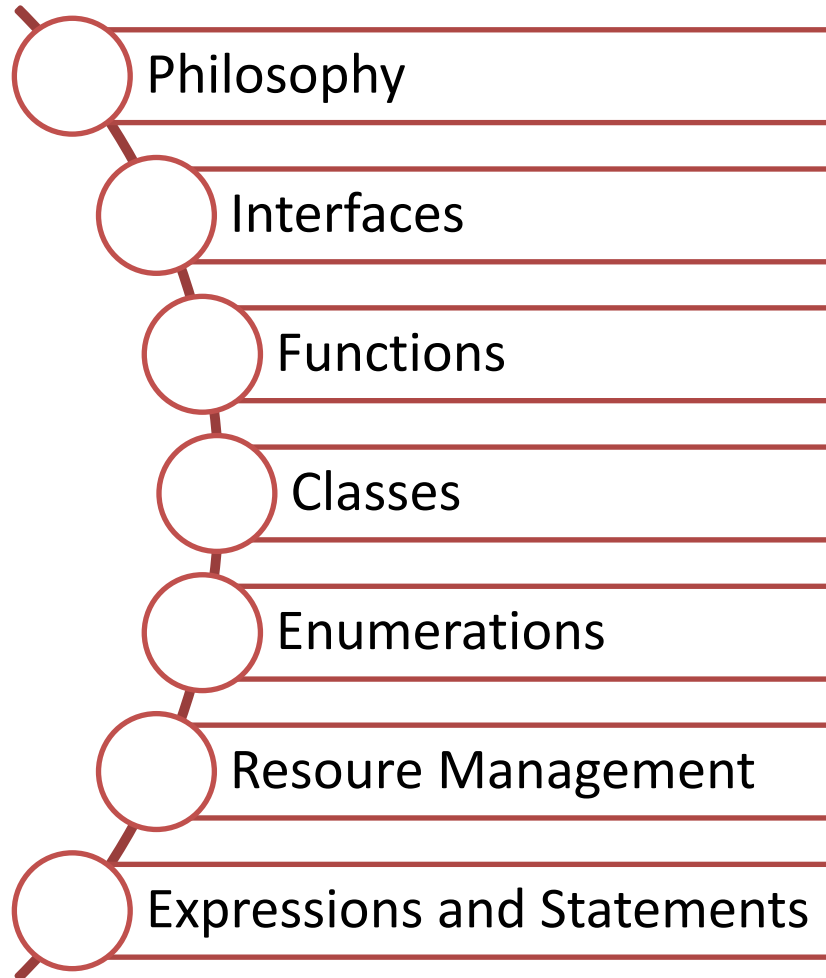 Philosophy
Interfaces
Functions
Classes
Enumerations
Resoure Management
Expressions and Statements